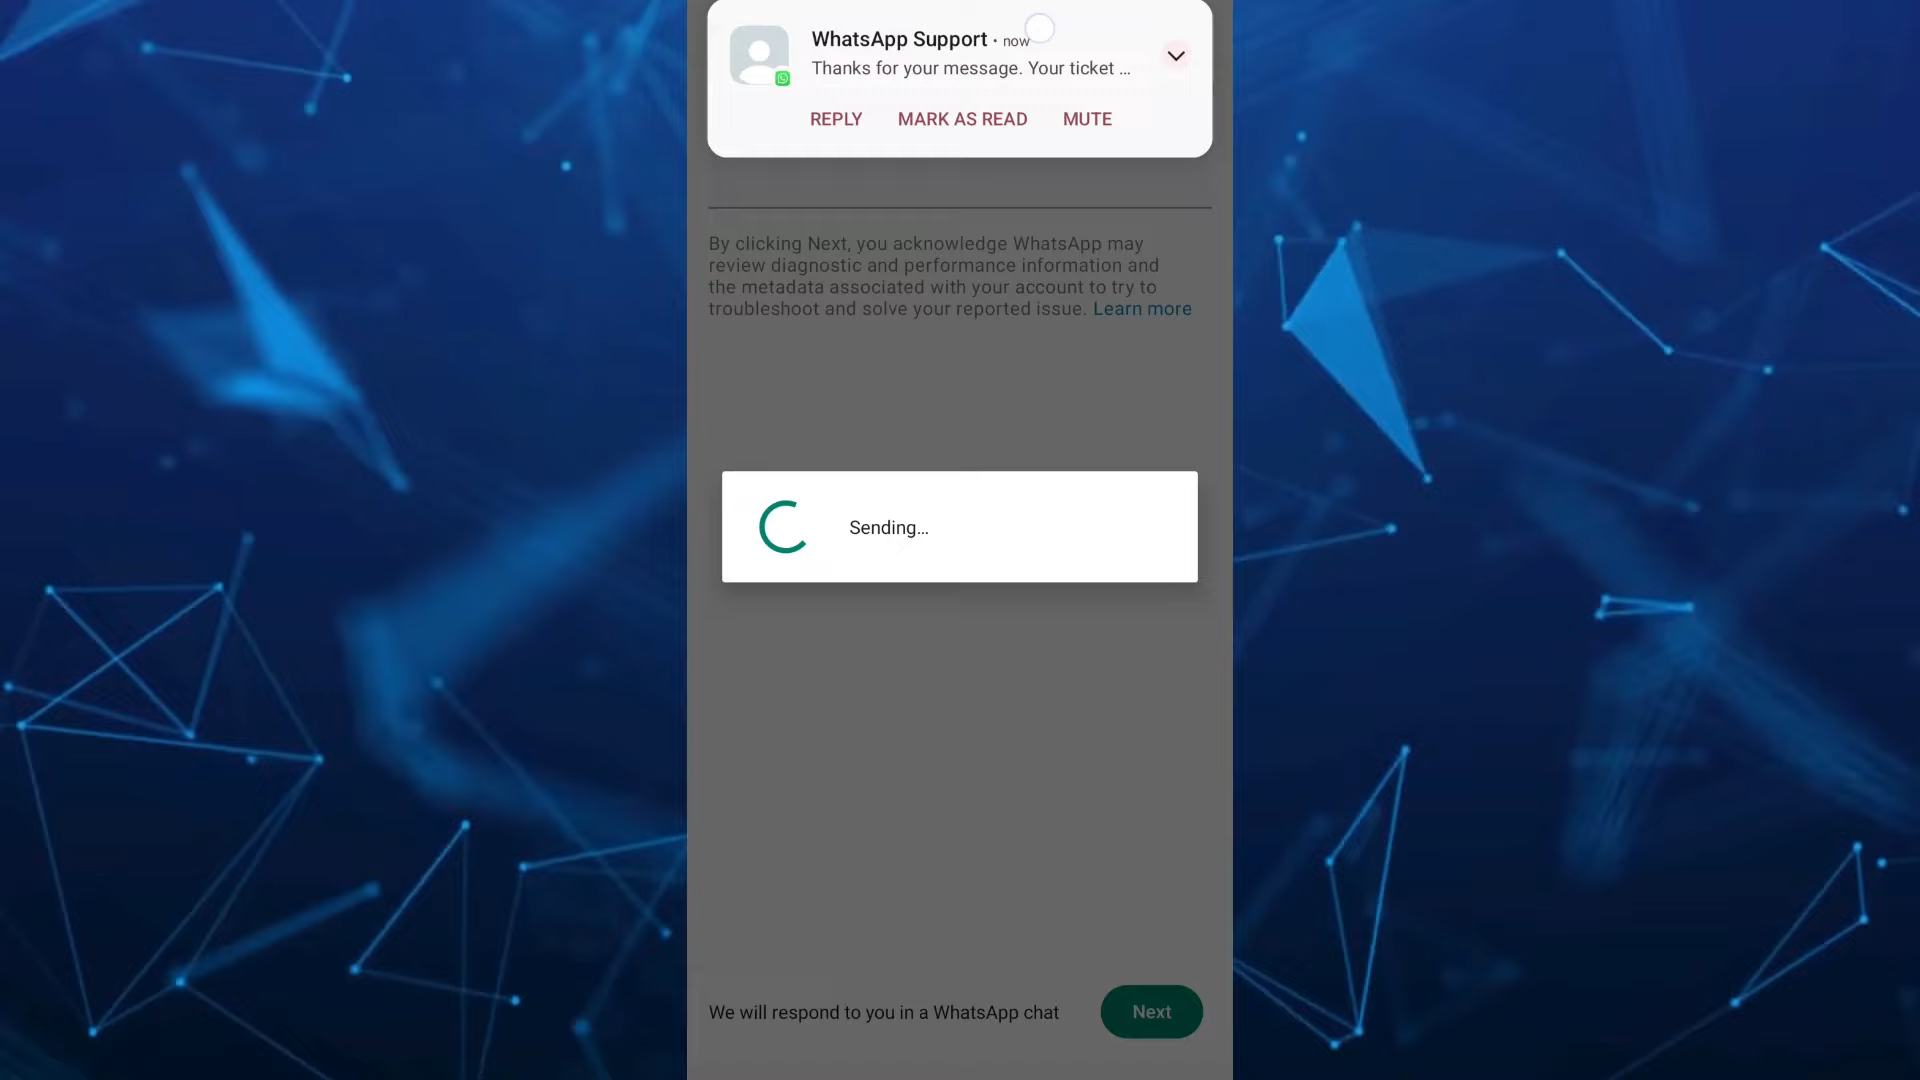 WhatsApp Support • now
Thanks for your message. Your ticket ...
REPLY MARK AS READ MUTE
By clicking Next, you acknowledge WhatsApp may
review diagnostic and performance information and
the metadata associated with your account to try to
troubleshoot and solve your reported issue. Learn more
Sending...
We will respond to you in a WhatsApp chat Next